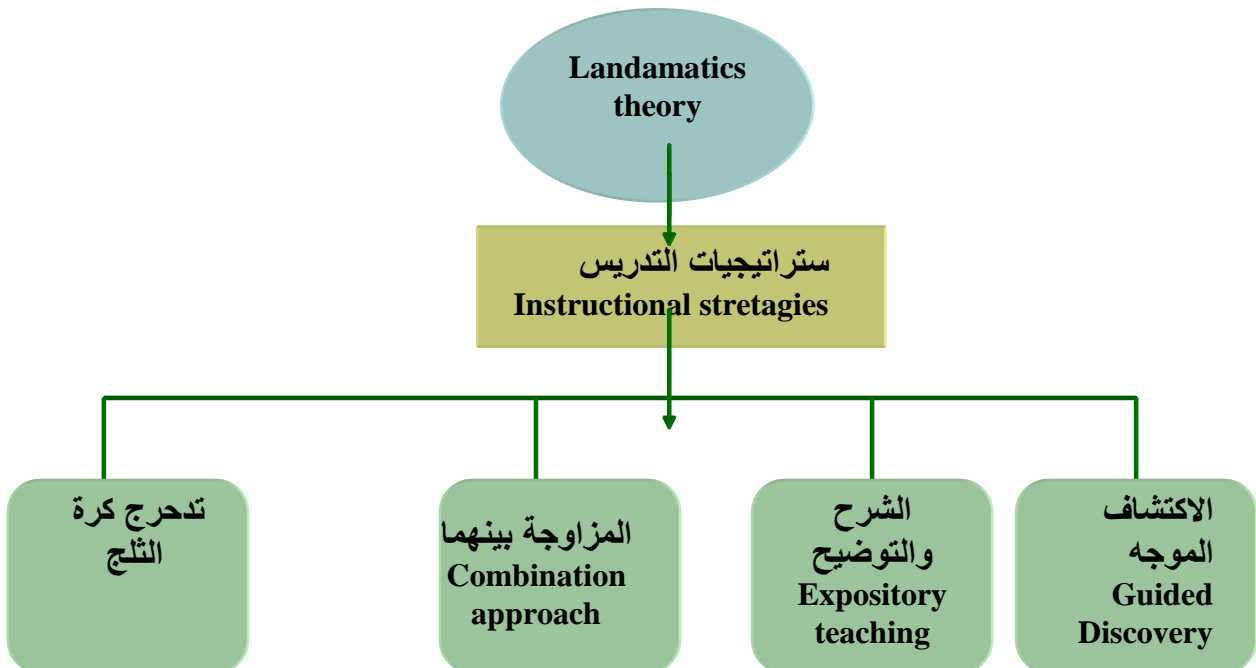 Landamatics
theory
ستراتيجيات التدريس
Instructional stretagies
الاكتشاف
الموجه
Guided
Discovery
الشرح
والتوضيح
Expository
teaching
المزاوجة بينهما
Combination
approach
تدحرج كرة
الثلج